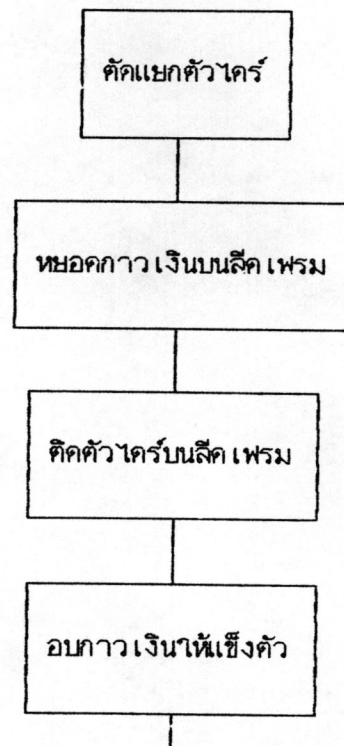 ตัดแยกตัวไดร์
หยอดกาวเงินบนลีดเฟรม
ติดตัวไดร์บนลีดเฟรม
อบกาวเงินให้แข็งตัว